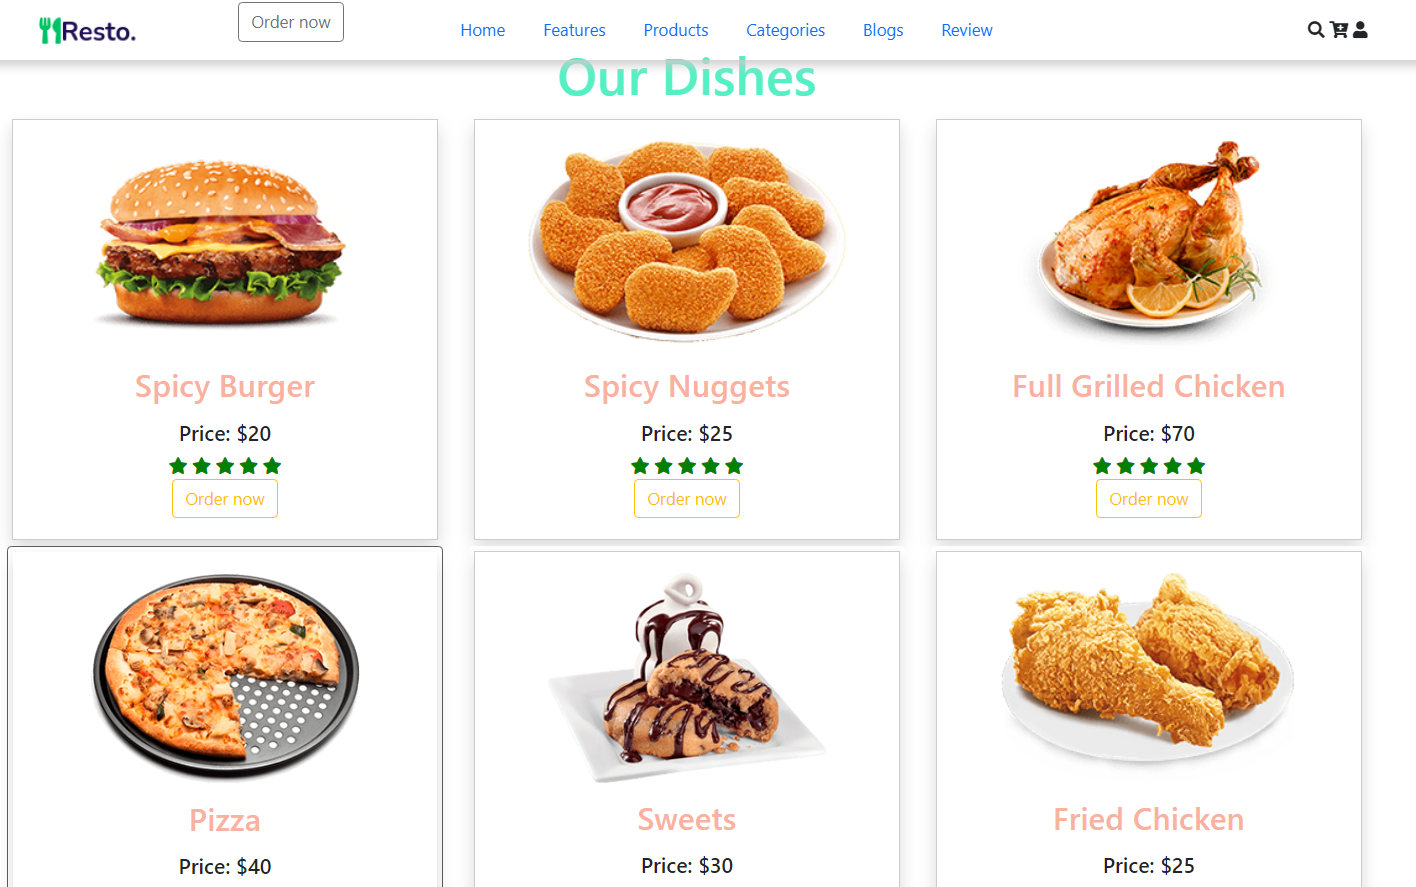 Resto.
Order now
Home Features Products Categories Blogs Review
Our Dishes
Spicy Burger
Price: $20
Order now
Spicy Nuggets
Price: $25
Order now
Full Grilled Chicken
Price: $70
Order now
Pizza
Price: $40
Sweets
Price: $30
Fried Chicken
Price: $25